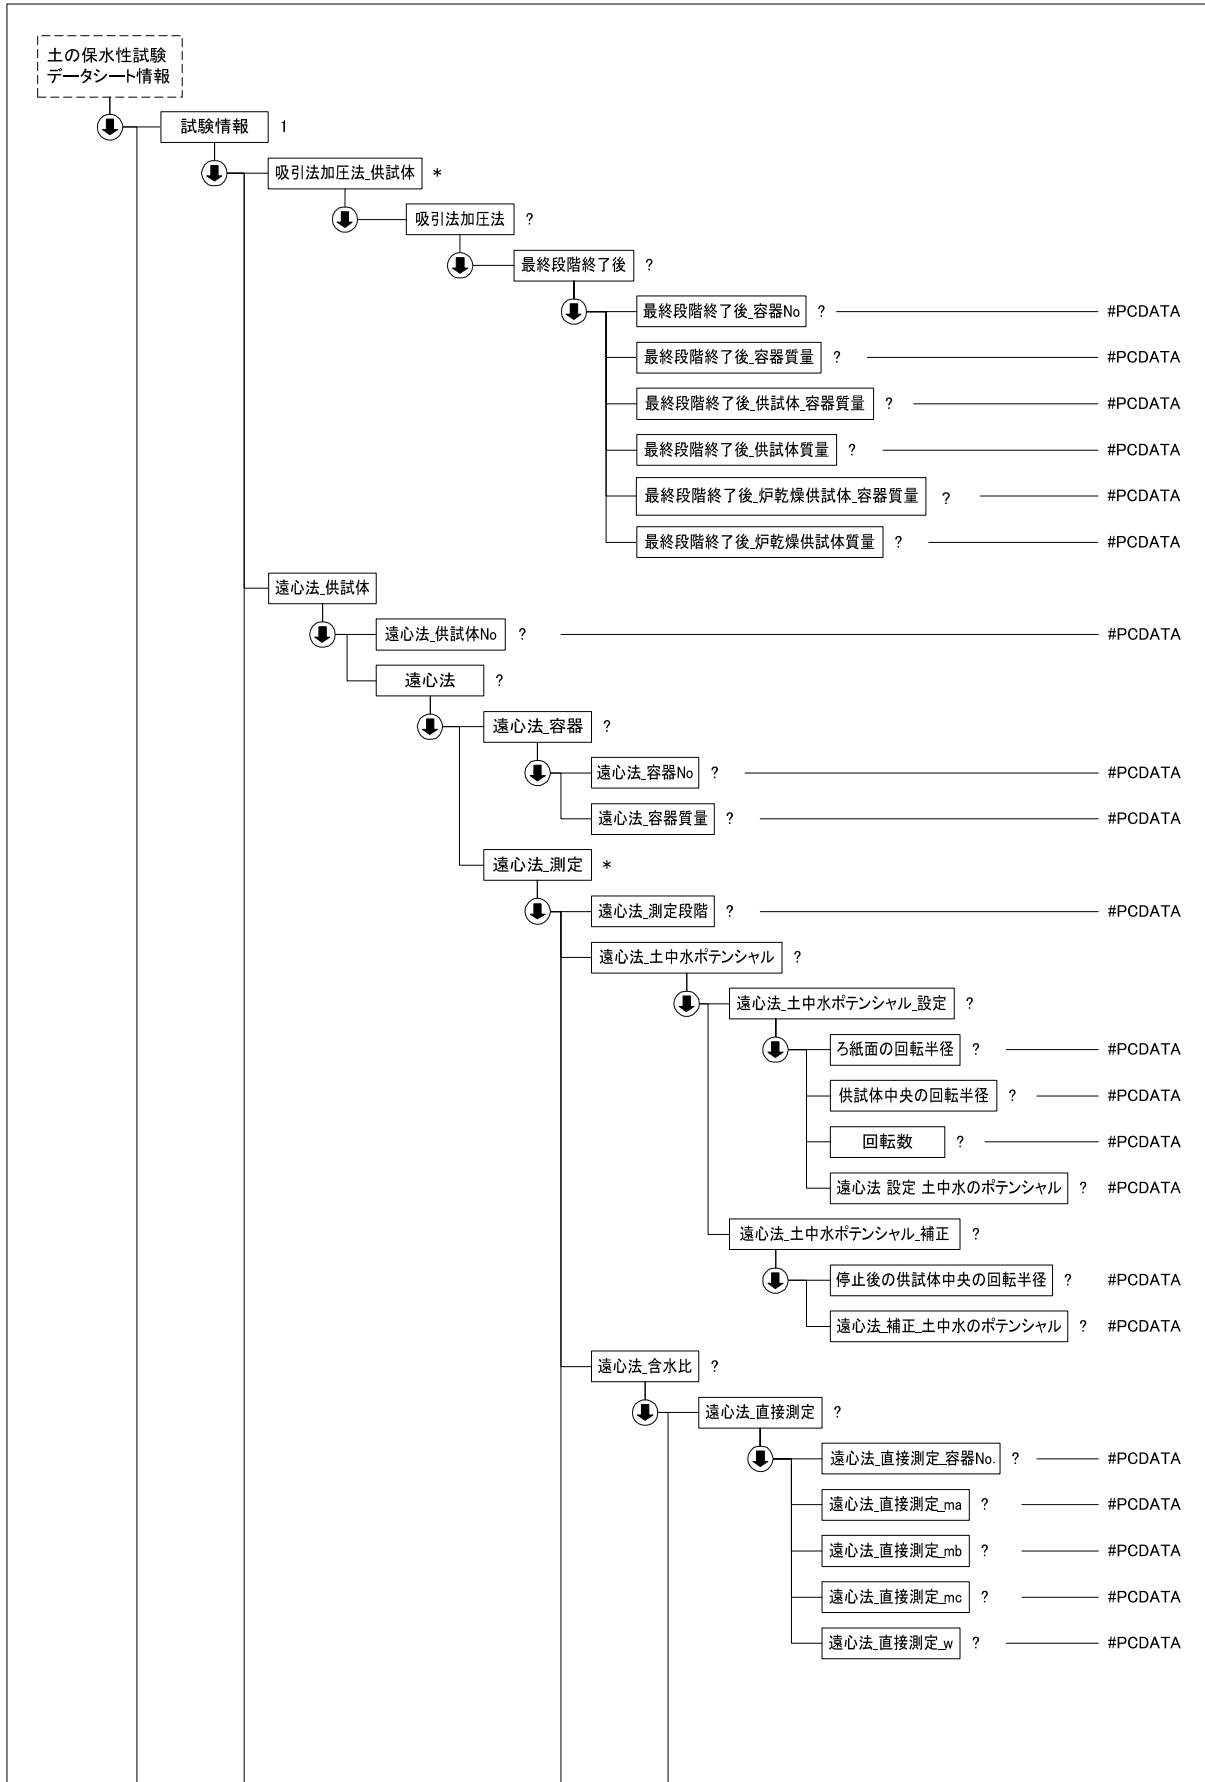 土の保水性試験
データシート情報
試験情報 1
吸引法加圧法_供試体 *
吸引法加圧法 ?
最終段階終了後 ?
最終段階終了後_容器No ? #PCDATA
最終段階終了後_容器質量 ? #PCDATA
最終段階終了後_供試体_容器質量 ? #PCDATA
最終段階終了後_供試体質量 ? #PCDATA
最終段階終了後_炉乾燥供試体_容器質量 ? #PCDATA
最終段階終了後_炉乾燥供試体質量 ? #PCDATA
遠心法_供試体
遠心法_供試体No ? #PCDATA
遠心法 ?
遠心法_容器 ?
遠心法_容器No ? #PCDATA
遠心法_容器質量 ? #PCDATA
遠心法_測定 *
遠心法_測定段階 ? #PCDATA
遠心法_土中水ポテンシャル ?
遠心法_土中水ポテンシャル_設定 ?
ろ紙面の回転半径 ? #PCDATA
供試体中央の回転半径 ? #PCDATA
回転数 ? #PCDATA
遠心法 設定 土中水のポテンシャル ? #PCDATA
遠心法_土中水ポテンシャル_補正 ?
停止後の供試体中央の回転半径 ? #PCDATA
遠心法_補正_土中水のポテンシャル ? #PCDATA
遠心法_含水比 ?
遠心法_直接測定 ?
遠心法_直接測定_容器No. ? #PCDATA
遠心法_直接測定_ma ? #PCDATA
遠心法_直接測定_mb ? #PCDATA
遠心法_直接測定_mc ? #PCDATA
遠心法_直接測定_w ? #PCDATA